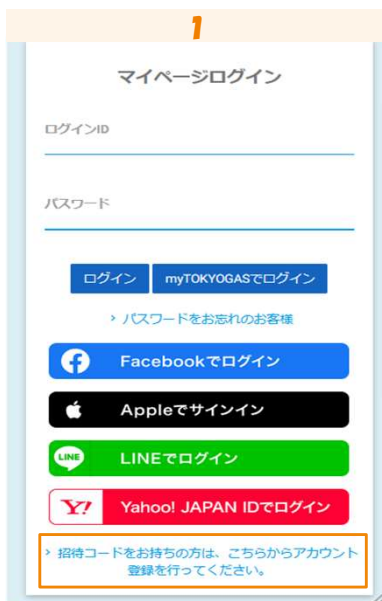 1
マイページログイン
ログインID
パスワード
ログイン myTOKYOGASでログイン
> パスワードをお忘れのお客様
Facebookでログイン
Appleでサインイン
LINE LINEでログイン
Y! Yahoo! JAPAN IDでログイン
> 招待コードをお持ちの方は、こちらからアカウント
登録を行ってください。